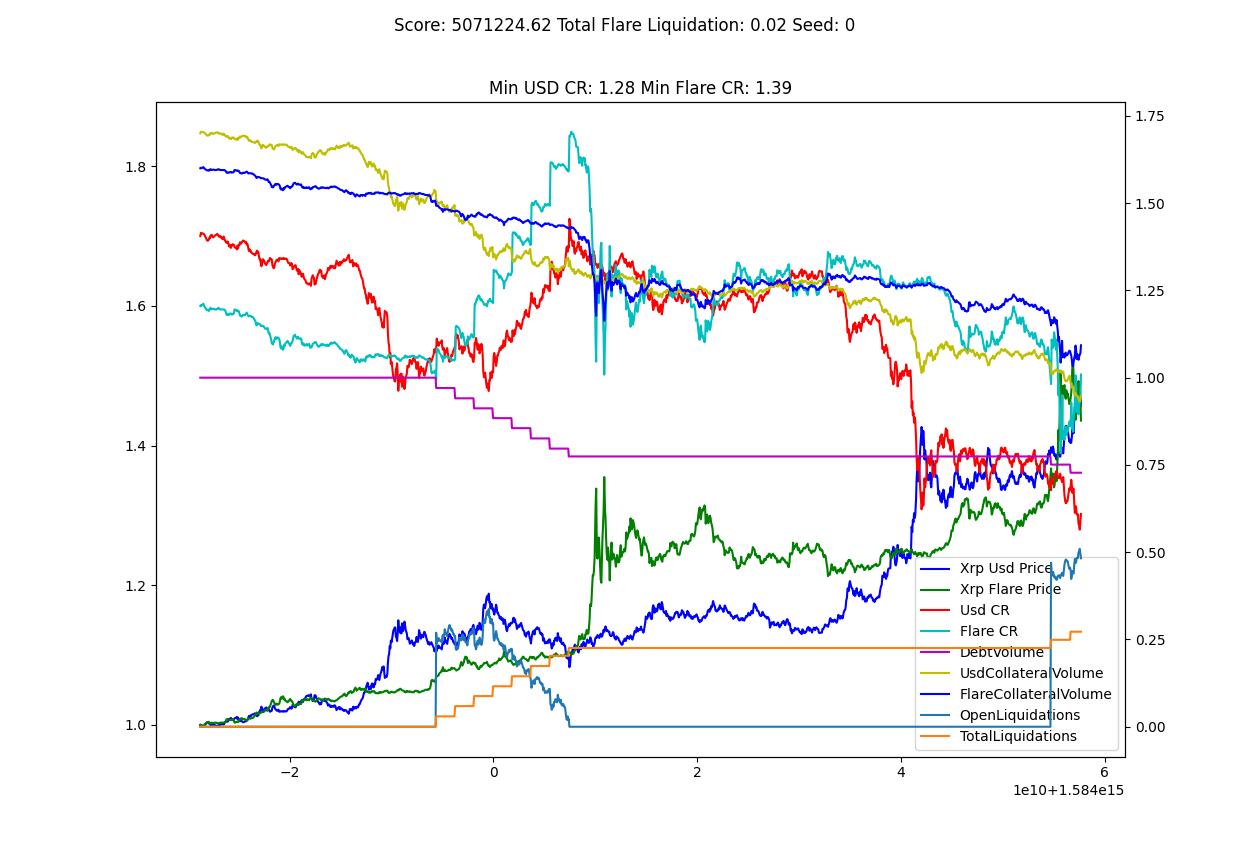 Score: 5071224.62 Total Flare Liquidation: 0.02 Seed: 0
Min USD CR: 1.28 Min Flare CR: 1.39
1.8
1.6
1.4
1.2
1.0
1.75
1.50
1.25
1.00
0.75
0.50
0.25
0.00
Xrp Usd Price
Xrp Flare Price
Usd CR
Flare CR
DebtVolume
UsdCollateralVolume
FlareCollateralVolume
OpenLiquidations
TotalLiquidations
−2 0 2 4 6
1e10+1.584e15